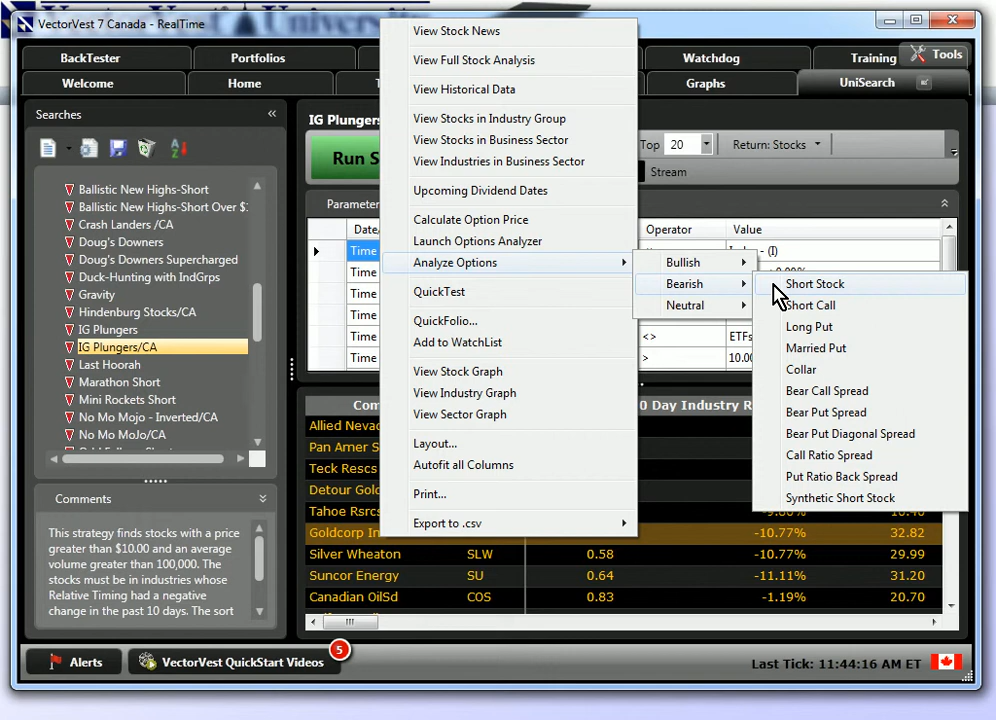 VectorVest University
VectorVest 7 Canada - RealTime
BackTester
Portfolios
Watchdog
Training
Tools
Welcome
Home
Graphs
UniSearch
Searches
Ballistic New Highs-Short
Ballistic New Highs-Short Over $
Crash Landers /CA
Doug's Downers
Doug's Downers Supercharged
Duck-Hunting with IndGrps
Gravity
Hindenburg Stocks/CA
IG Plungers
IG Plungers/CA
Last Hoorah
Marathon Short
Mini Rockets Short
No Mo Mojo - Inverted/CA
No Mo MoJo/CA
Comments
This strategy finds stocks with a price
greater than $10.00 and an average
volume greater than 100,000. The
stocks must be in industries whose
Relative Timing had a negative
change in the past 10 days. The sort
IG Plungers
Run S
Top 20
Return: Stocks
Stream
Parameter
Date/
Operator
Value
Time
Time
Time
Time
Time
Time
<>
ETFs
>
10.00
View Stock News
View Full Stock Analysis
View Historical Data
View Stocks in Industry Group
View Stocks in Business Sector
View Industries in Business Sector
Upcoming Dividend Dates
Calculate Option Price
Launch Options Analyzer
Analyze Options
QuickTest
QuickFolio...
Add to WatchList
View Stock Graph
View Industry Graph
View Sector Graph
Layout...
Autofit all Columns
Print...
Export to .csv
Bullish
Bearish
Neutral
Short Stock
Short Call
Long Put
Married Put
Collar
Bear Call Spread
Bear Put Spread
Bear Put Diagonal Spread
Call Ratio Spread
Put Ratio Back Spread
Synthetic Short Stock
Com
0 Day Industry R
Allied Neva
Pan Amer S
Teck Rescs
Detour Gol
Tahoe Rsrc
Goldcorp In -10.77% 32.82
Silver Wheaton SLW 0.58 -10.77% 29.99
Suncor Energy SU 0.64 -11.11% 31.20
Canadian OilSd COS 0.83 -1.19% 20.70
Alerts
VectorVest QuickStart Videos
5
Last Tick: 11:44:16 AM ET